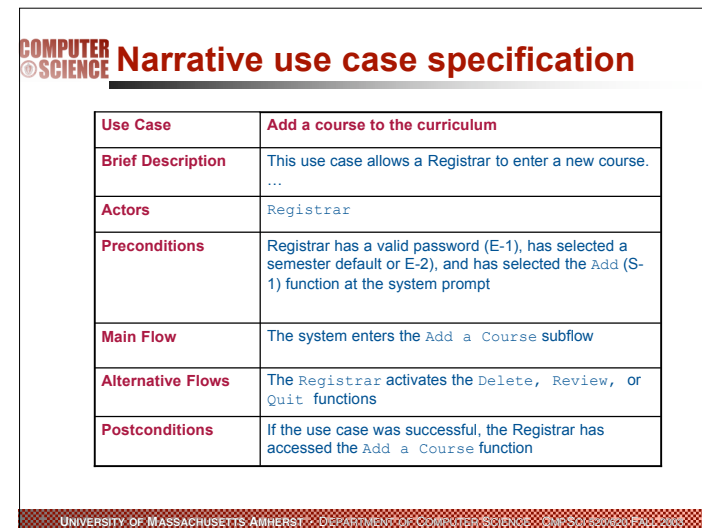 COMPUTER
SCIENCE
Narrative use case specification
Use Case
Add a course to the curriculum
Brief Description
This use case allows a Registrar to enter a new course.
…
Actors
Registrar
Preconditions
Registrar has a valid password (E-1), has selected a
semester default or E-2), and has selected the Add (S-
1) function at the system prompt
Main Flow
The system enters the Add a Course subflow
Alternative Flows
The Registrar activates the Delete, Review, or
Quit functions
Postconditions
If the use case was successful, the Registrar has
accessed the Add a Course function
UNIVERSITY OF MASSACHUSETTS AMHERST • DEPARTMENT OF COMPUTER SCIENCE • CMPSCI 520/620 FALL